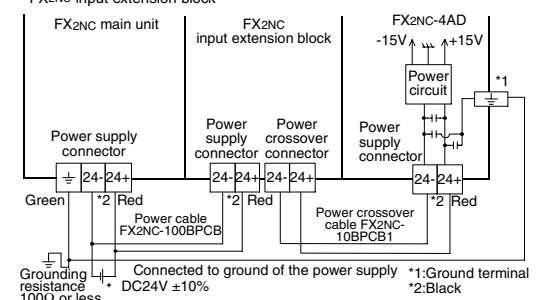 FX2NC input extension block
FX2NC main unit
FX2NC
input extension block
FX2NC-4AD
-15V
+15V
Power
circuit
*1
Power supply
connector
Power
supply
connector
Power
crossover
connector
Power
supply
connector
24- 24+
24- 24+
24- 24+
24- 24+
Green
*2 Red
*2 Red
*2 Red
Power cable
FX2NC-100BPCB
Power crossover
cable FX2NC-
10BPCB1
Grounding
resistance
100Ω or less
Connected to ground of the power supply
+ DC24V ±10%
*1:Ground terminal
*2:Black